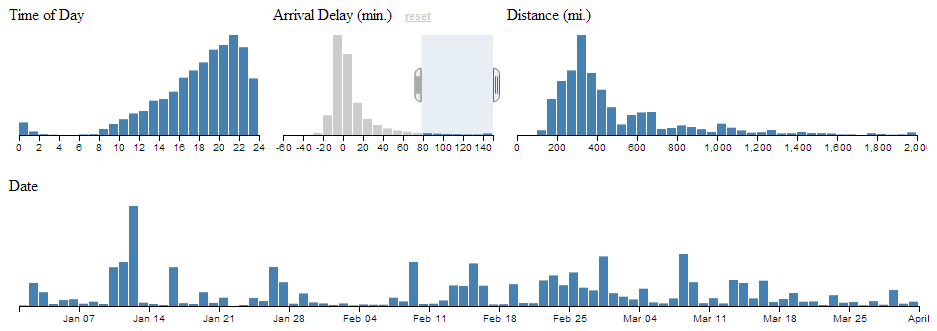 Time of Day
0 2 4 6 8 10 12 14 16 18 20 22 24
Arrival Delay (min.) reset
-60 -40 -20 0 20 40 60 80 100 120 140
Distance (mi.)
0 200 400 600 800 1,000 1,200 1,400 1,600 1,800 2,00
Date
Jan 07 Jan 14 Jan 21 Jan 28 Feb 04 Feb 11 Feb 18 Feb 25 Mar 04 Mar 11 Mar 18 Mar 25 April